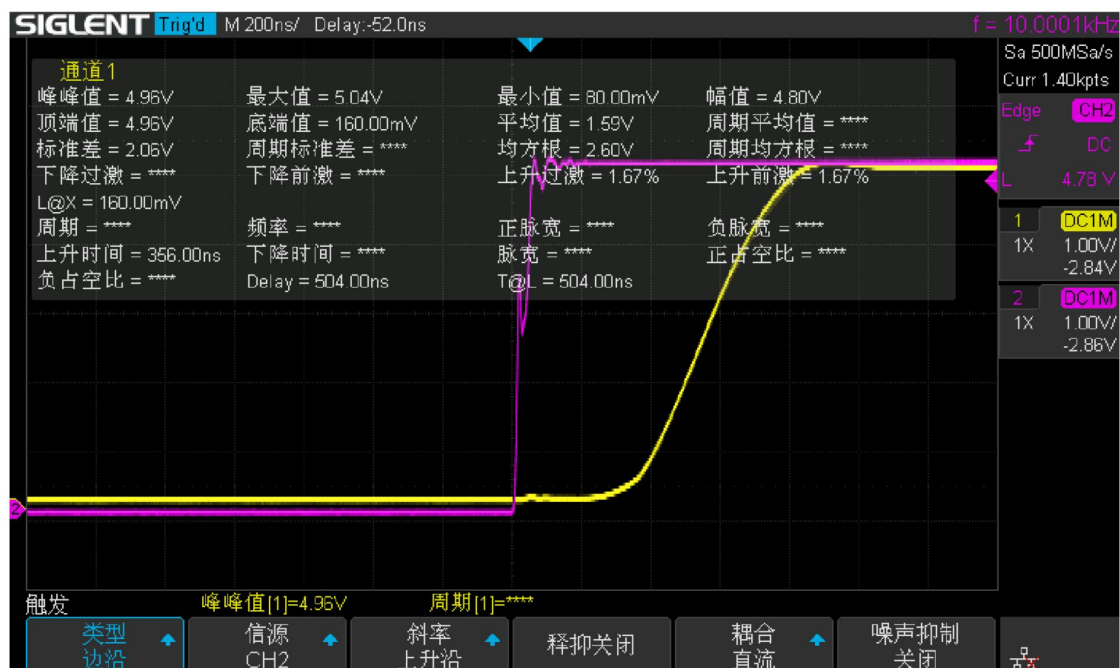 SIGLENT Trig'd M 200ns/ Delay:-52.0ns f = 10.0001kHz
Sa 500MSa/s
Curr 1.40kpts
通道1
峰峰值 = 4.96V 最大值 = 5.04V 最小值 = 80.00mV 幅值 = 4.80V
顶端值 = 4.96V 底端值 = 160.00mV 平均值 = 1.59V 周期平均值 = ****
标准差 = 2.06V 周期标准差 = **** 均方根 = 2.60V 周期均方根 = ****
下降过激 = **** 下降前激 = **** 上升过激 = 1.67% 上升前激 = 1.67%
L@X = 160.00mV
周期 = **** 频率 = **** 正脉宽 = **** 负脉宽 = ****
上升时间 = 356.00ns 下降时间 = **** 脉宽 = **** 正占空比 = ****
负占空比 = **** Delay = 504.00ns T@L = 504.00ns
Edge CH2
DC
L 4.78 V
1 DC1M
1X 1.00V/
-2.84V
2 DC1M
1X 1.00V/
-2.86V
2
触发 峰峰值[1]=4.96V 周期[1]=****
类型 信源 斜率 释抑关闭 耦合 噪声抑制
边沿 CH2 上升沿 直流 关闭